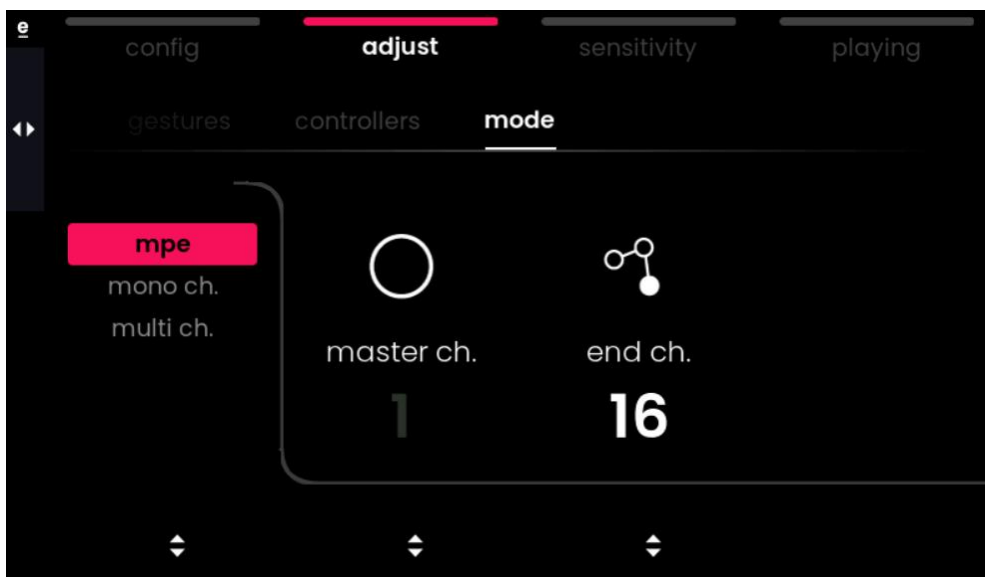 e
config adjust sensitivity playing
gestures controllers mode
mpe
mono ch.
multi ch.
master ch. end ch.
1 16